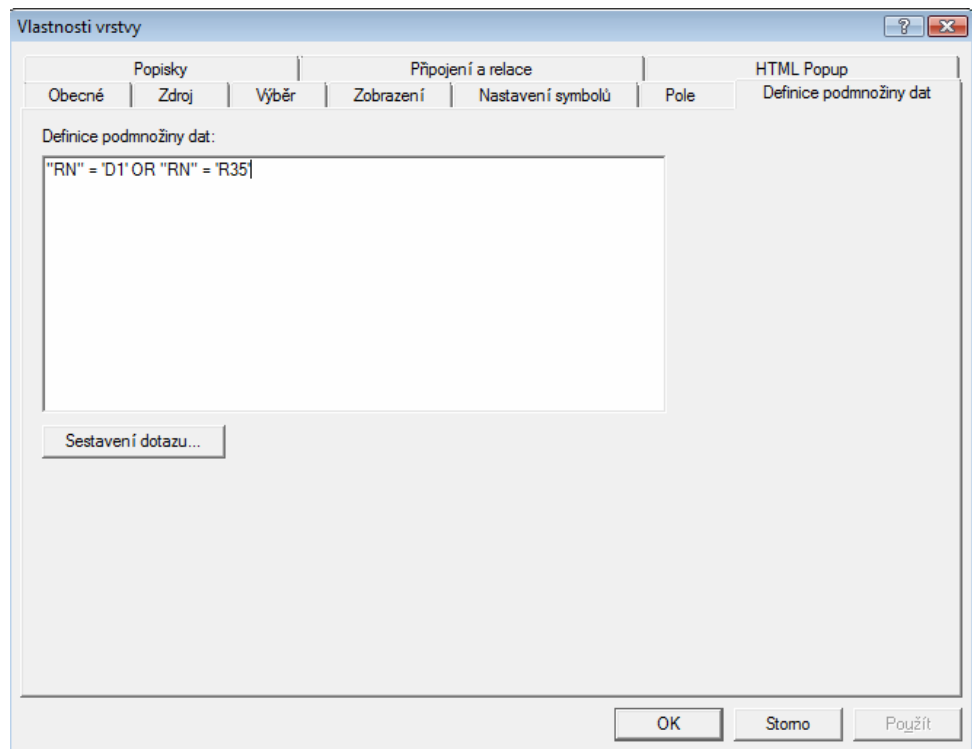 Vlastnosti vrstvy
Popisky Připojení a relace HTML Popup
Obecné Zdroj Výběr Zobrazení Nastavení symbolů Pole Definice podmnožiny dat
Definice podmnožiny dat:
"RN" = 'D1' OR "RN" = 'R35'
Sestavení dotazu...
OK Storno Použít